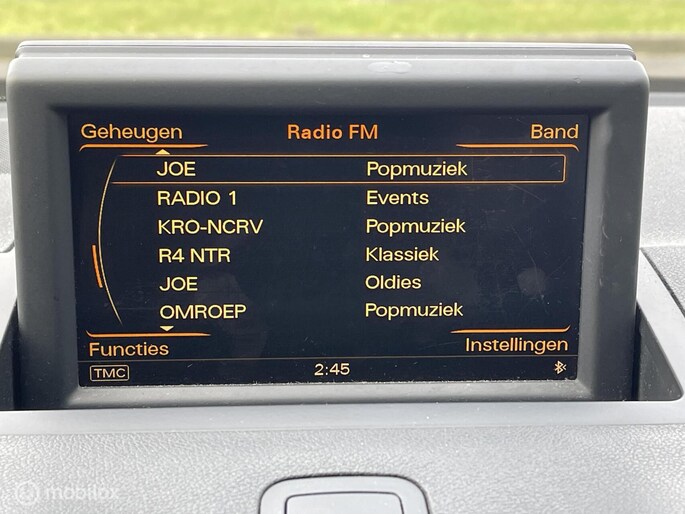 Geheugen Radio FM Band
JOE Popmuziek
RADIO 1 Events
KRO-NCRV Popmuziek
R4 NTR Klassiek
JOE Oldies
OMROEP Popmuziek
Functies Instellingen
TMC 2:45
mobilox